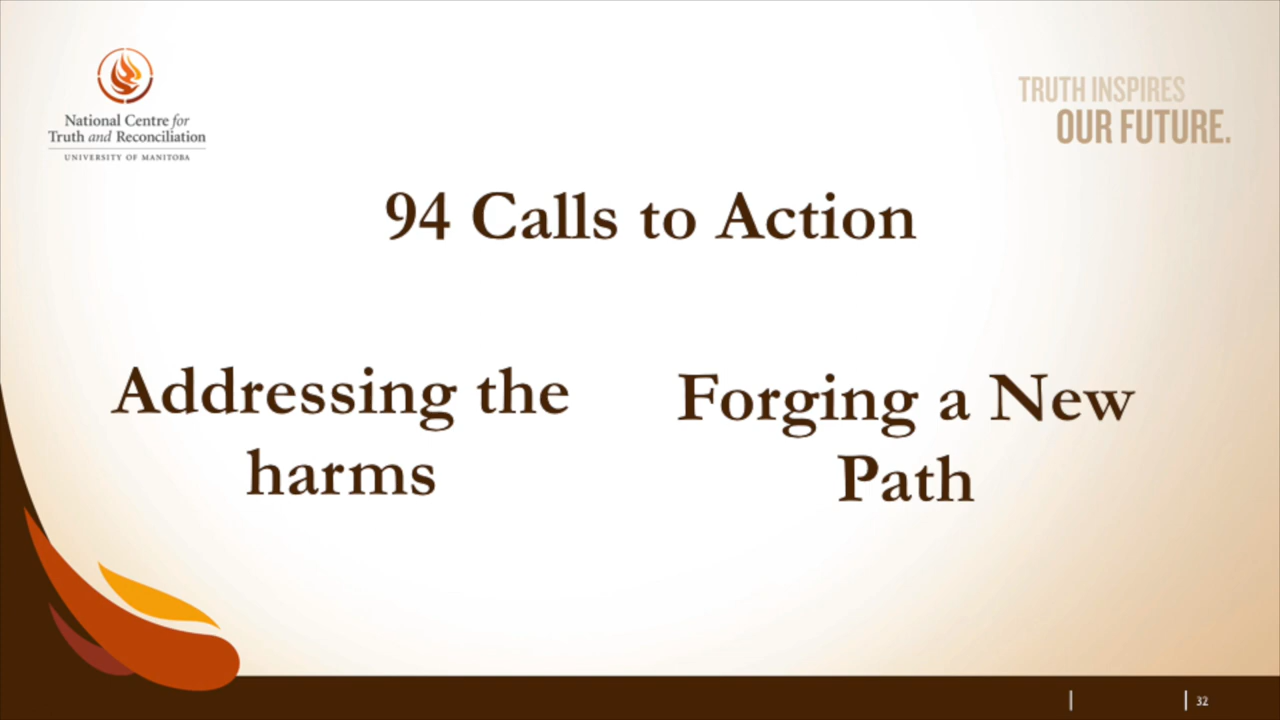 National Centre for
Truth and Reconciliation
UNIVERSITY OF MANITOBA
TRUTH INSPIRES
OUR FUTURE.
94 Calls to Action
Addressing the
harms
Forging a New
Path
32